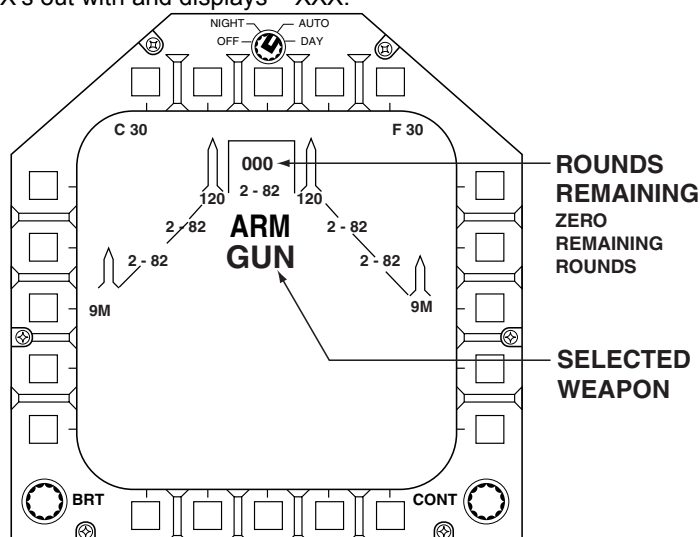 X's out with and displays XXX.
NIGHT AUTO
OFF DAY
C 30 F 30
000
120 2 - 82 120
2 - 82 ARM 2 - 82
2 - 82 GUN 2 - 82
9M 9M
ROUNDS
REMAINING
ZERO
REMAINING
ROUNDS
SELECTED
WEAPON
BRT CONT